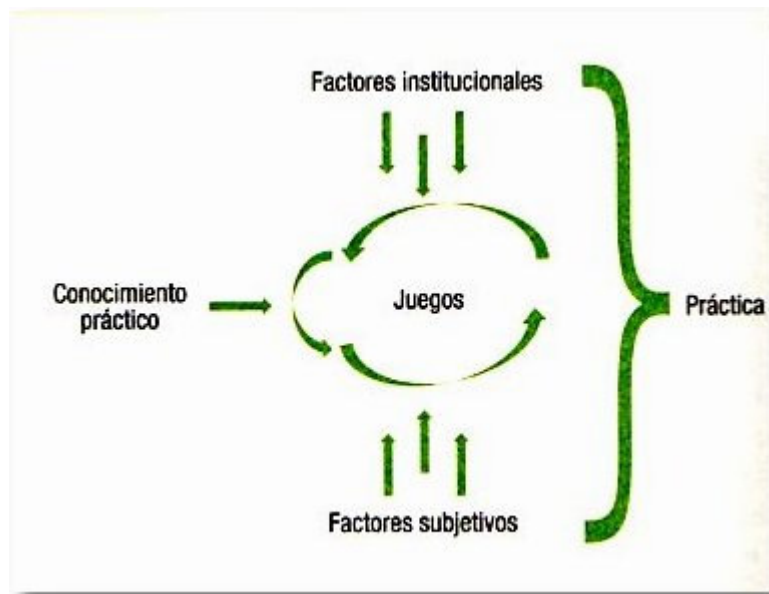 Factores institucionales
Conocimiento
práctico
Juegos
Práctica
Factores subjetivos